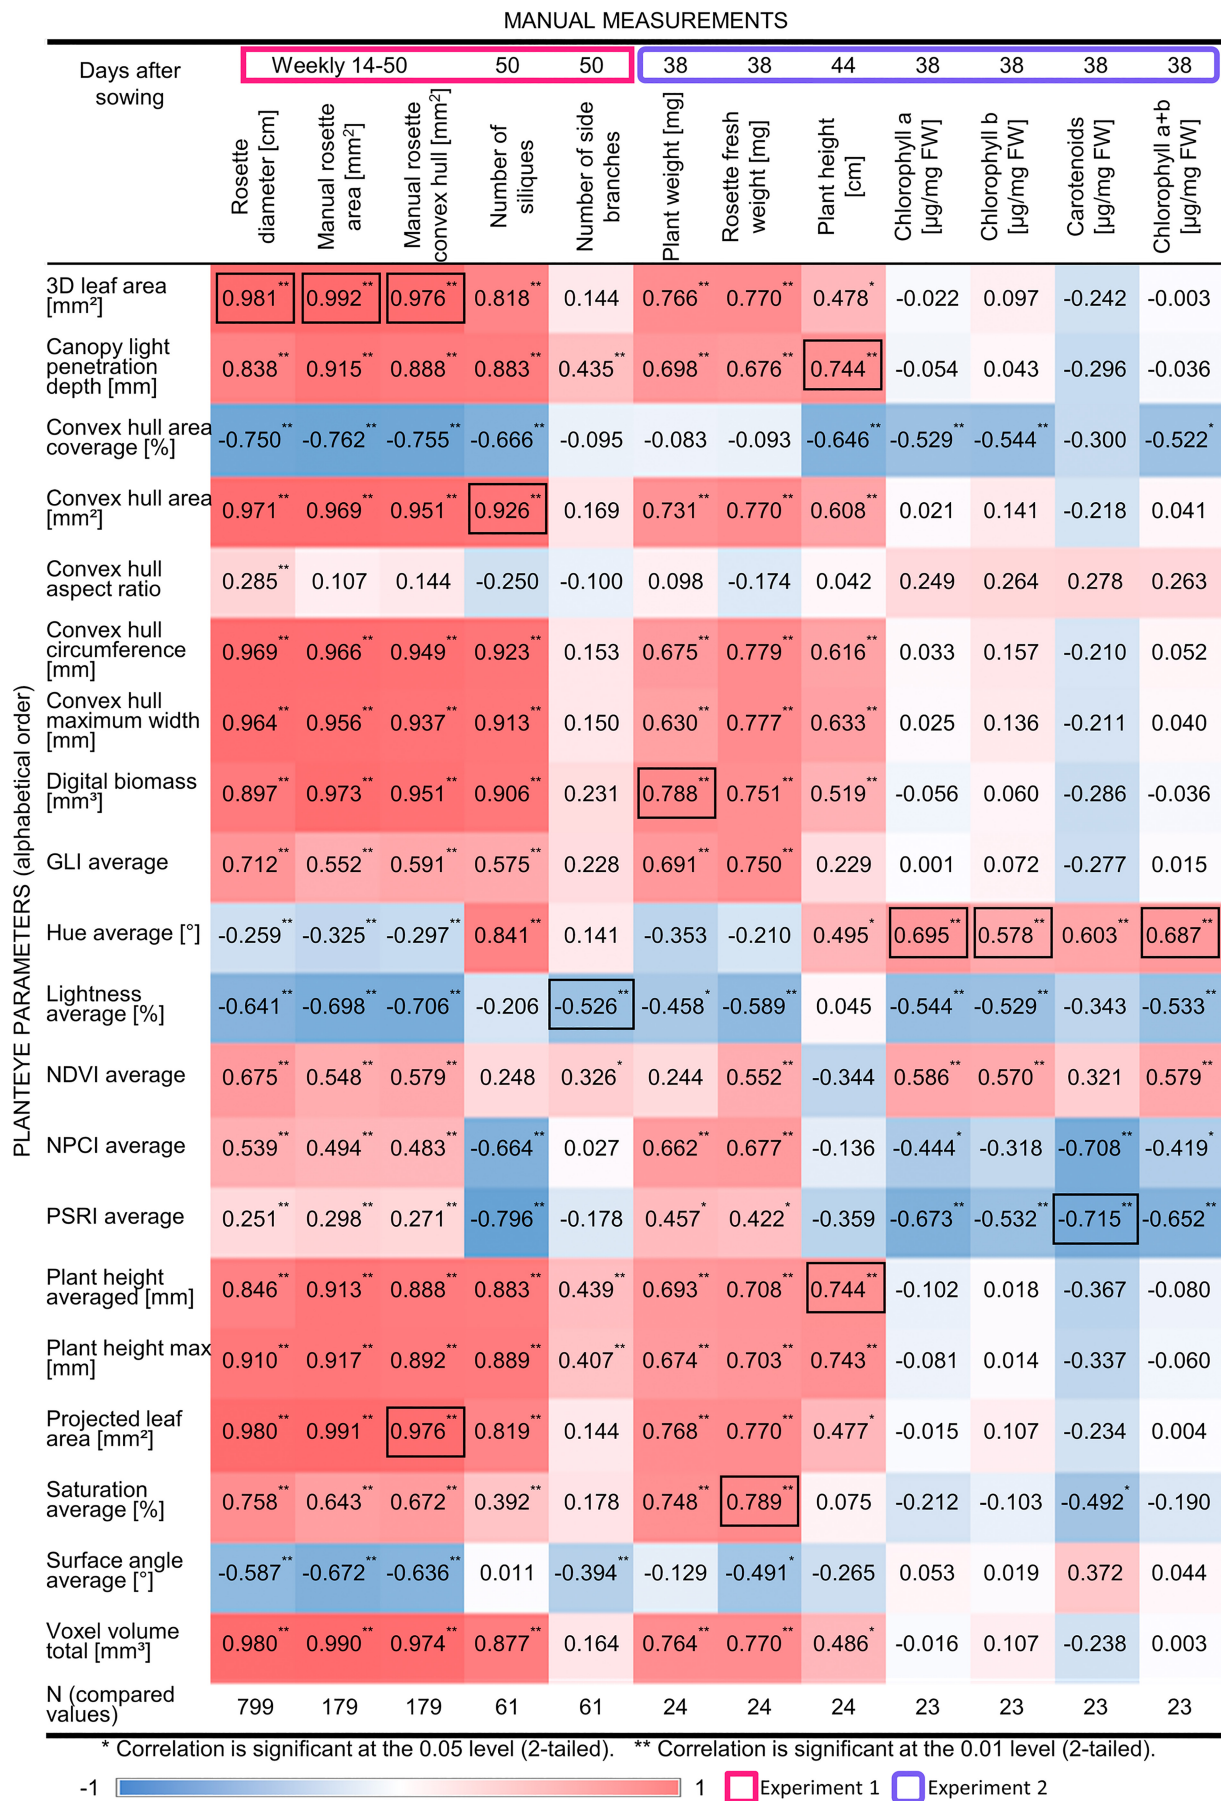 MANUAL MEASUREMENTS
Days after
sowing
Weekly 14-50 50 50 38 38 44 38 38 38 38
Rosette
diameter [cm]
Manual rosette
area [mm²]
Manual rosette
convex hull [mm²]
Number of
siliques
Number of side
branches
Plant weight [mg]
Rosette fresh
weight [mg]
Plant height
[cm]
Chlorophyll a
[µg/mg FW)
Chlorophyll b
[µg/mg FW)
Carotenoids
[µg/mg FW)
Chlorophyll a+b
[µg/mg FW)
PLANTEYE PARAMETERS (alphabetical order)
3D leaf area
[mm²]
0.981** 0.992** 0.976** 0.818** 0.144 0.766** 0.770** 0.478* -0.022 0.097 -0.242 -0.003
Canopy light
penetration
depth [mm]
0.838** 0.915** 0.888** 0.883** 0.435** 0.698** 0.676** 0.744** -0.054 0.043 -0.296 -0.036
Convex hull area
coverage [%]
-0.750** -0.762** -0.755** -0.666** -0.095 -0.083 -0.093 -0.646** -0.529** -0.544** -0.300 -0.522*
Convex hull area
[mm²]
0.971** 0.969** 0.951** 0.926** 0.169 0.731** 0.770** 0.608** 0.021 0.141 -0.218 0.041
Convex hull
aspect ratio
0.285** 0.107 0.144 -0.250 -0.100 0.098 -0.174 0.042 0.249 0.264 0.278 0.263
Convex hull
circumference
[mm]
0.969** 0.966** 0.949** 0.923** 0.153 0.675** 0.779** 0.616** 0.033 0.157 -0.210 0.052
Convex hull
maximum width
[mm]
0.964** 0.956** 0.937** 0.913** 0.150 0.630** 0.777** 0.633** 0.025 0.136 -0.211 0.040
Digital biomass
[mm³]
0.897** 0.973** 0.951** 0.906** 0.231 0.788** 0.751** 0.519** -0.056 0.060 -0.286 -0.036
GLI average
0.712** 0.552** 0.591** 0.575** 0.228 0.691** 0.750** 0.229 0.001 0.072 -0.277 0.015
Hue average [°]
-0.259** -0.325** -0.297** 0.841** 0.141 -0.353 -0.210 0.495* 0.695** 0.578** 0.603** 0.687**
Lightness
average [%]
-0.641** -0.698** -0.706** -0.206 -0.526** -0.458* -0.589** 0.045 -0.544** -0.529** -0.343 -0.533**
NDVI average
0.675** 0.548** 0.579** 0.248 0.326* 0.244 0.552** -0.344 0.586** 0.570** 0.321 0.579**
NPCI average
0.539** 0.494** 0.483** -0.664** 0.027 0.662** 0.677** -0.136 -0.444* -0.318 -0.708** -0.419*
PSRI average
0.251** 0.298** 0.271** -0.796** -0.178 0.457* 0.422* -0.359 -0.673** -0.532** -0.715** -0.652**
Plant height
averaged [mm]
0.846** 0.913** 0.888** 0.883** 0.439** 0.693** 0.708** 0.744** -0.102 0.018 -0.367 -0.080
Plant height max
[mm]
0.910** 0.917** 0.892** 0.889** 0.407** 0.674** 0.703** 0.743** -0.081 0.014 -0.337 -0.060
Projected leaf
area [mm²]
0.980** 0.991** 0.976** 0.819** 0.144 0.768** 0.770** 0.477* -0.015 0.107 -0.234 0.004
Saturation
average [%]
0.758** 0.643** 0.672** 0.392** 0.178 0.748** 0.789** 0.075 -0.212 -0.103 -0.492* -0.190
Surface angle
average [°]
-0.587** -0.672** -0.636** 0.011 -0.394** -0.129 -0.491* -0.265 0.053 0.019 0.372 0.044
Voxel volume
total [mm³]
0.980** 0.990** 0.974** 0.877** 0.164 0.764** 0.770** 0.486* -0.016 0.107 -0.238 0.003
N (compared
values)
799 179 179 61 61 24 24 24 23 23 23 23
* Correlation is significant at the 0.05 level (2-tailed). ** Correlation is significant at the 0.01 level (2-tailed).
-1 1 Experiment 1 Experiment 2